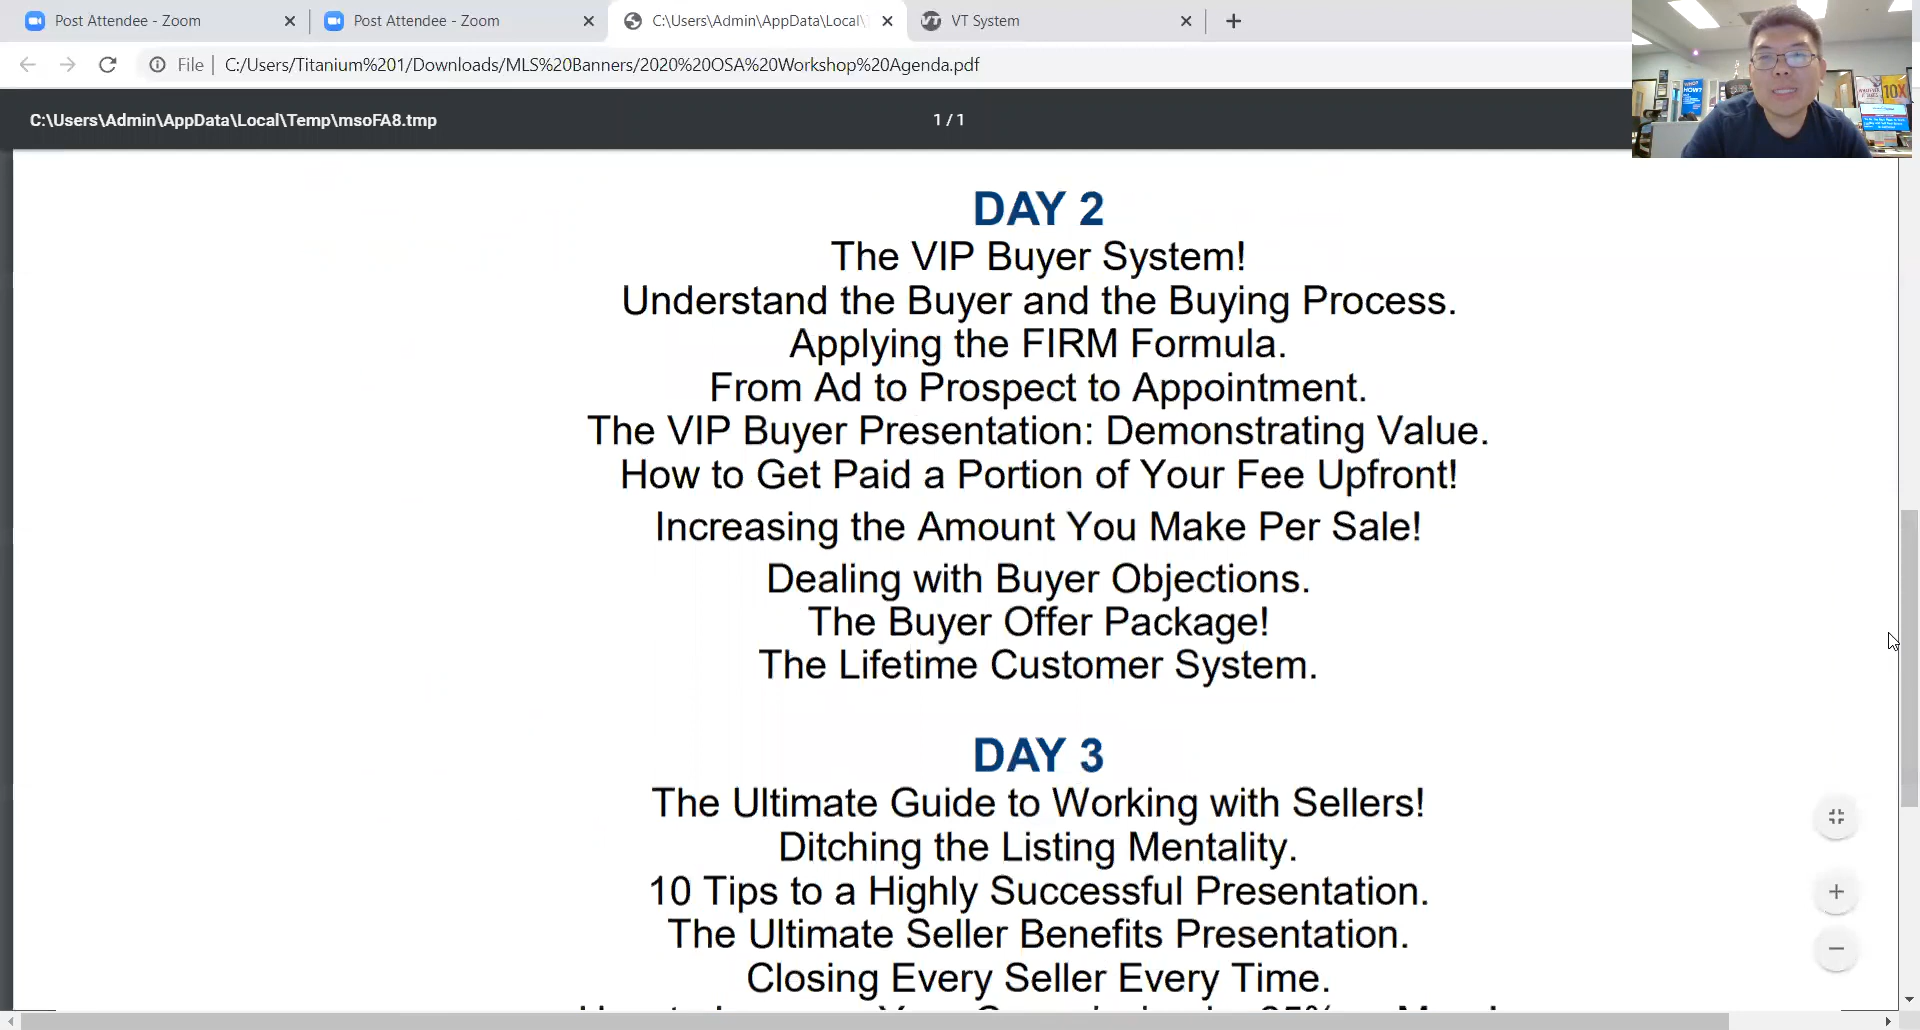 Post Attendee - Zoom
Post Attendee - Zoom
C:\Users\Admin\AppData\Local\
VT System
File
C:/Users/Titanium%201/Downloads/MLS%20Banners/2020%20OSA%20Workshop%20Agenda.pdf
C:\Users\Admin\AppData\Local\Temp\msoFA8.tmp
1 / 1
HOW?
10X
DAY 2
The VIP Buyer System!
Understand the Buyer and the Buying Process.
Applying the FIRM Formula.
From Ad to Prospect to Appointment.
The VIP Buyer Presentation: Demonstrating Value.
How to Get Paid a Portion of Your Fee Upfront!
Increasing the Amount You Make Per Sale!
Dealing with Buyer Objections.
The Buyer Offer Package!
The Lifetime Customer System.
DAY 3
The Ultimate Guide to Working with Sellers!
Ditching the Listing Mentality.
10 Tips to a Highly Successful Presentation.
The Ultimate Seller Benefits Presentation.
Closing Every Seller Every Time.